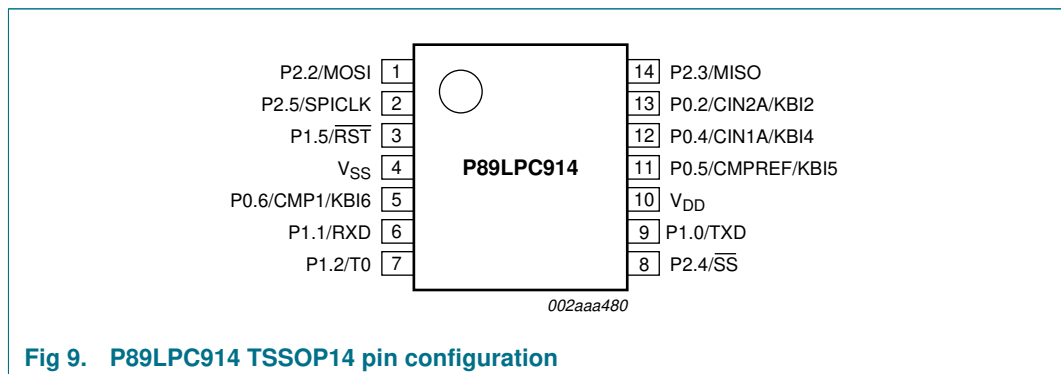 P2.2/MOSI 1 14 P2.3/MISO
P2.5/SPICLK 2 13 P0.2/CIN2A/KBI2
P1.5/R̅S̅T̅ 3 12 P0.4/CIN1A/KBI4
VSS 4 P89LPC914 11 P0.5/CMPREF/KBI5
P0.6/CMP1/KBI6 5 10 VDD
P1.1/RXD 6 9 P1.0/TXD
P1.2/T0 7 8 P2.4/S̅S̅
002aaa480
Fig 9. P89LPC914 TSSOP14 pin configuration